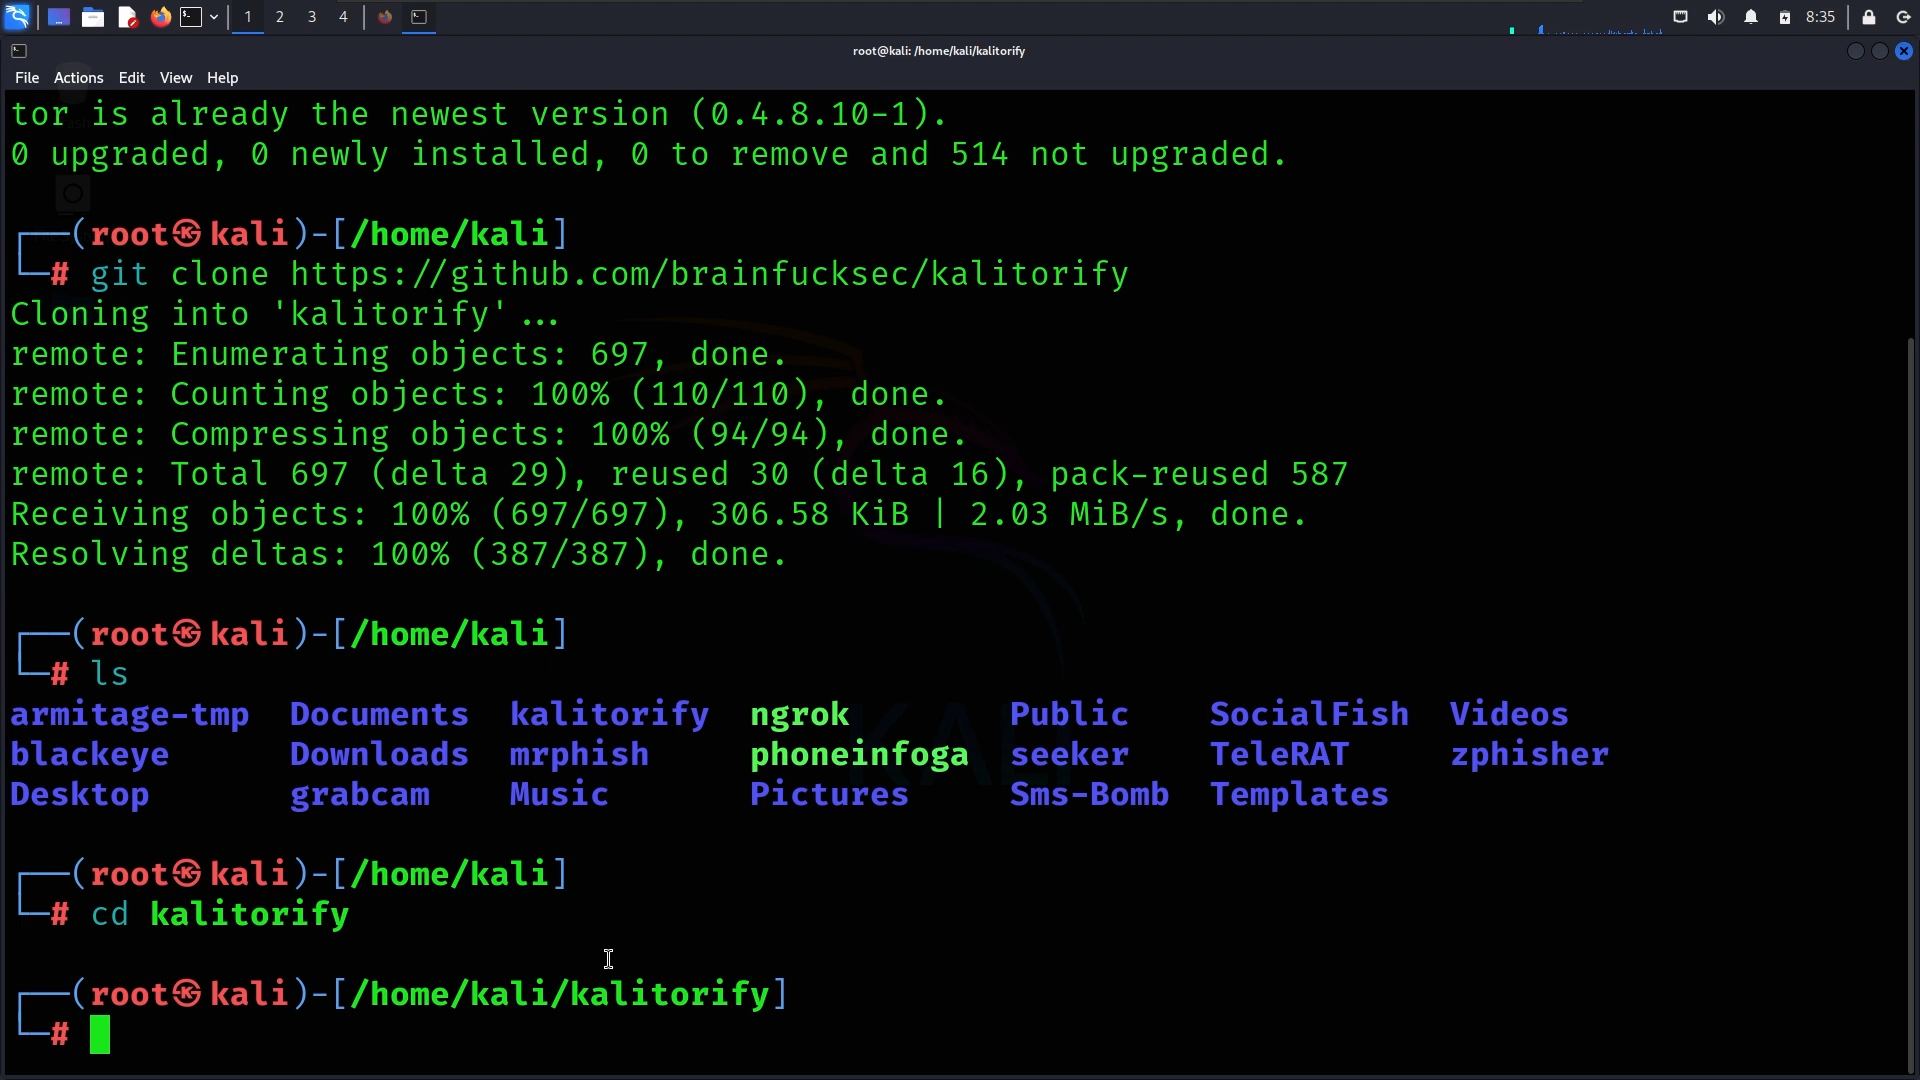 1 2 3 4 8:35
root@kali: /home/kali/kalitorify
File Actions Edit View Help
tor is already the newest version (0.4.8.10-1).
0 upgraded, 0 newly installed, 0 to remove and 514 not upgraded.
┌──(root㉿kali)-[/home/kali]
└─# git clone https://github.com/brainfucksec/kalitorify
Cloning into 'kalitorify'...
remote: Enumerating objects: 697, done.
remote: Counting objects: 100% (110/110), done.
remote: Compressing objects: 100% (94/94), done.
remote: Total 697 (delta 29), reused 30 (delta 16), pack-reused 587
Receiving objects: 100% (697/697), 306.58 KiB | 2.03 MiB/s, done.
Resolving deltas: 100% (387/387), done.
┌──(root㉿kali)-[/home/kali]
└─# ls
armitage-tmp Documents kalitorify ngrok Public SocialFish Videos
blackeye Downloads mrphish phoneinfoga seeker TeleRAT zphisher
Desktop grabcam Music Pictures Sms-Bomb Templates
┌──(root㉿kali)-[/home/kali]
└─# cd kalitorify
┌──(root㉿kali)-[/home/kali/kalitorify]
└─#